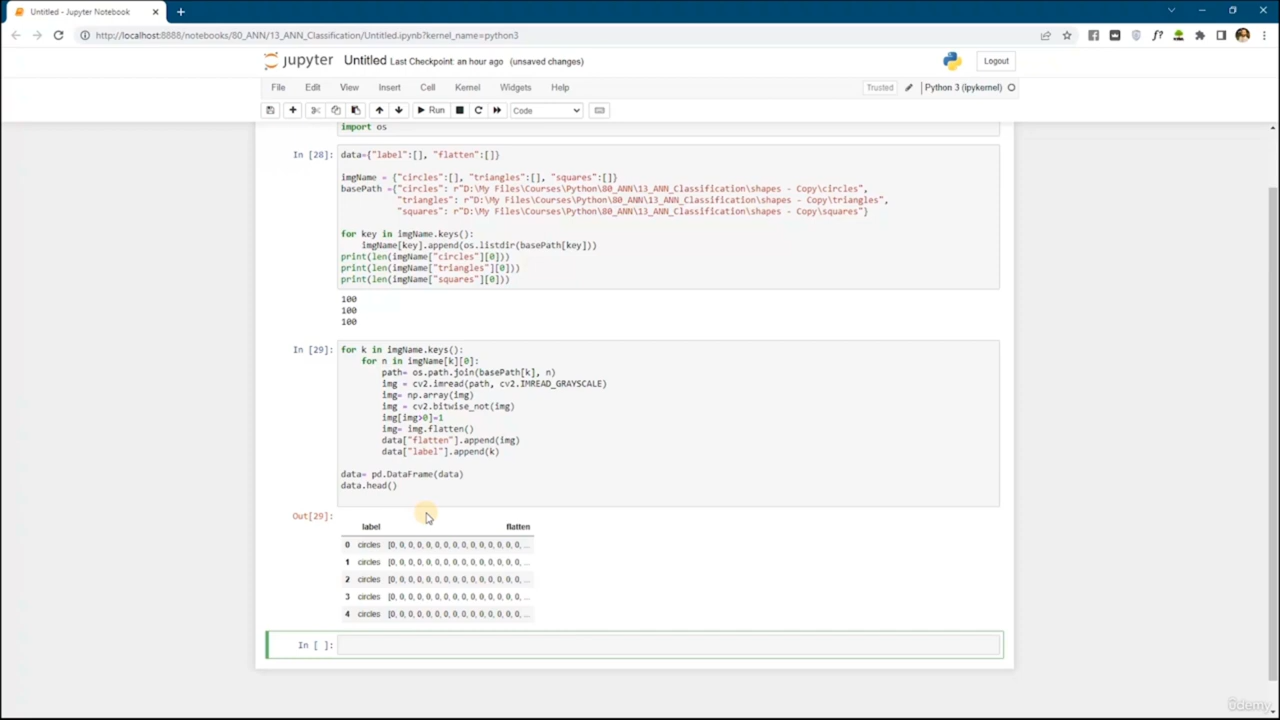 Untitled - Jupyter Notebook
http://localhost:8888/notebooks/80_ANN/13_ANN_Classification/Untitled.ipynb?kernel_name=python3
jupyter Untitled Last Checkpoint: an hour ago (unsaved changes) Logout
File Edit View Insert Cell Kernel Widgets Help Trusted Python 3 (ipykernel)
Run Code
import os
In [28]: data={"label":[], "flatten":[]}
imgName = {"circles":[], "triangles":[], "squares":[]}
basePath ={"circles": r"D:\My Files\Courses\Python\80_ANN\13_ANN_Classification\shapes - Copy\circles",
"triangles": r"D:\My Files\Courses\Python\80_ANN\13_ANN_Classification\shapes - Copy\triangles",
"squares": r"D:\My Files\Courses\Python\80_ANN\13_ANN_Classification\shapes - Copy\squares"}
for key in imgName.keys():
imgName[key].append(os.listdir(basePath[key]))
print(len(imgName["circles"][0]))
print(len(imgName["triangles"][0]))
print(len(imgName["squares"][0]))
100
100
100
In [29]: for k in imgName.keys():
for n in imgName[k][0]:
path= os.path.join(basePath[k], n)
img = cv2.imread(path, cv2.IMREAD_GRAYSCALE)
img= np.array(img)
img = cv2.bitwise_not(img)
img[img>0]=1
img= img.flatten()
data["flatten"].append(img)
data["label"].append(k)
data= pd.DataFrame(data)
data.head()
Out[29]:
label flatten
0 circles [0, 0, 0, 0, 0, 0, 0, 0, 0, 0, 0, 0, 0, 0, 0, ...
1 circles [0, 0, 0, 0, 0, 0, 0, 0, 0, 0, 0, 0, 0, 0, 0, ...
2 circles [0, 0, 0, 0, 0, 0, 0, 0, 0, 0, 0, 0, 0, 0, 0, ...
3 circles [0, 0, 0, 0, 0, 0, 0, 0, 0, 0, 0, 0, 0, 0, 0, ...
4 circles [0, 0, 0, 0, 0, 0, 0, 0, 0, 0, 0, 0, 0, 0, 0, ...
In [ ]:
ûdemy